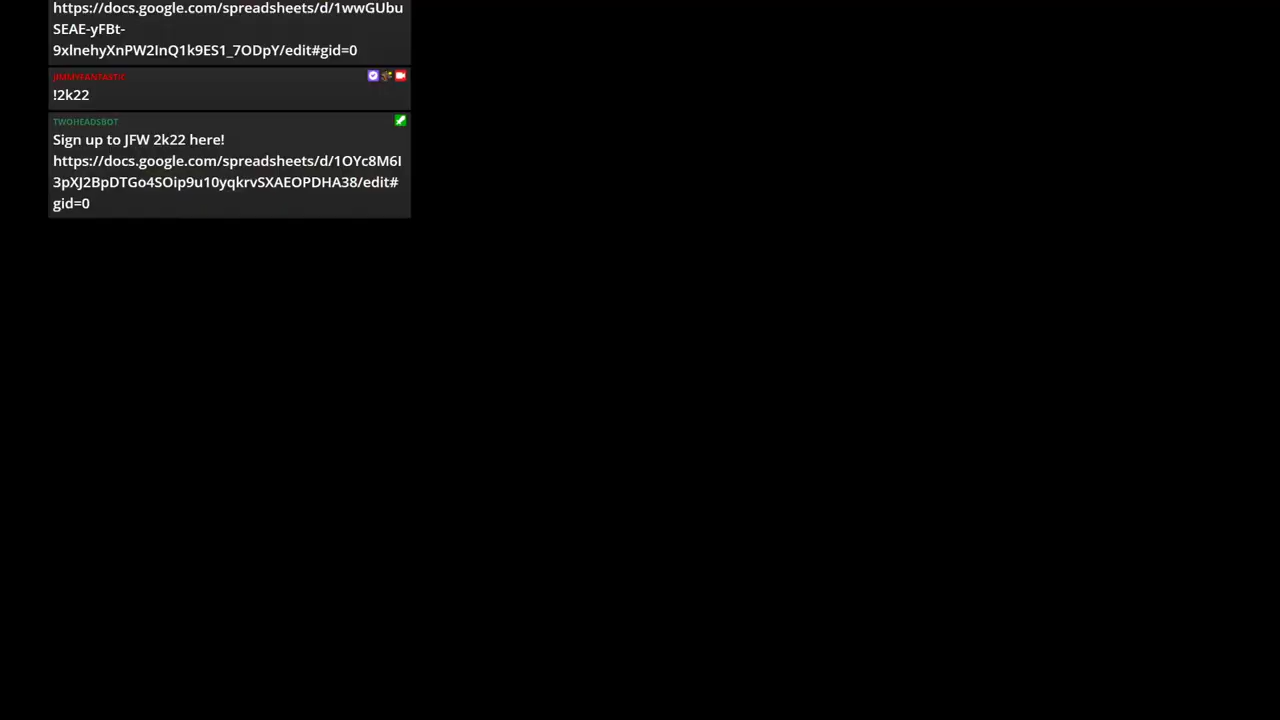 https://docs.google.com/spreadsheets/d/1wwGUbu
SEAE-yFBt-
9xlnehyXnPW2InQ1k9ES1_7ODpY/edit#gid=0
JIMMYFANTASTIC
!2k22
TWOHEADSBOT
Sign up to JFW 2k22 here!
https://docs.google.com/spreadsheets/d/1OYc8M6I
3pXJ2BpDTGo4SOip9u10yqkrvSXAEOPDHA38/edit#
gid=0